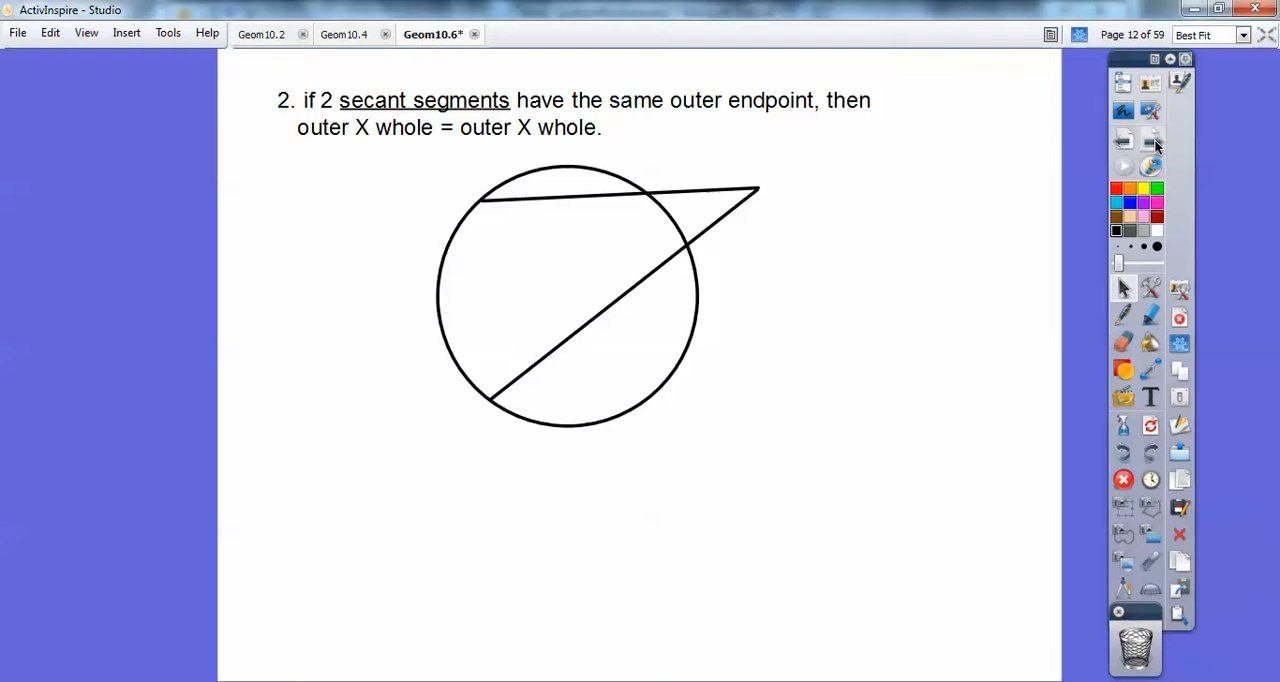 ActivInspire - Studio
File Edit View Insert Tools Help
Geom10.2 Geom10.4 Geom10.6* Page 12 of 59 Best Fit
2. if 2 secant segments have the same outer endpoint, then
outer X whole = outer X whole.
T